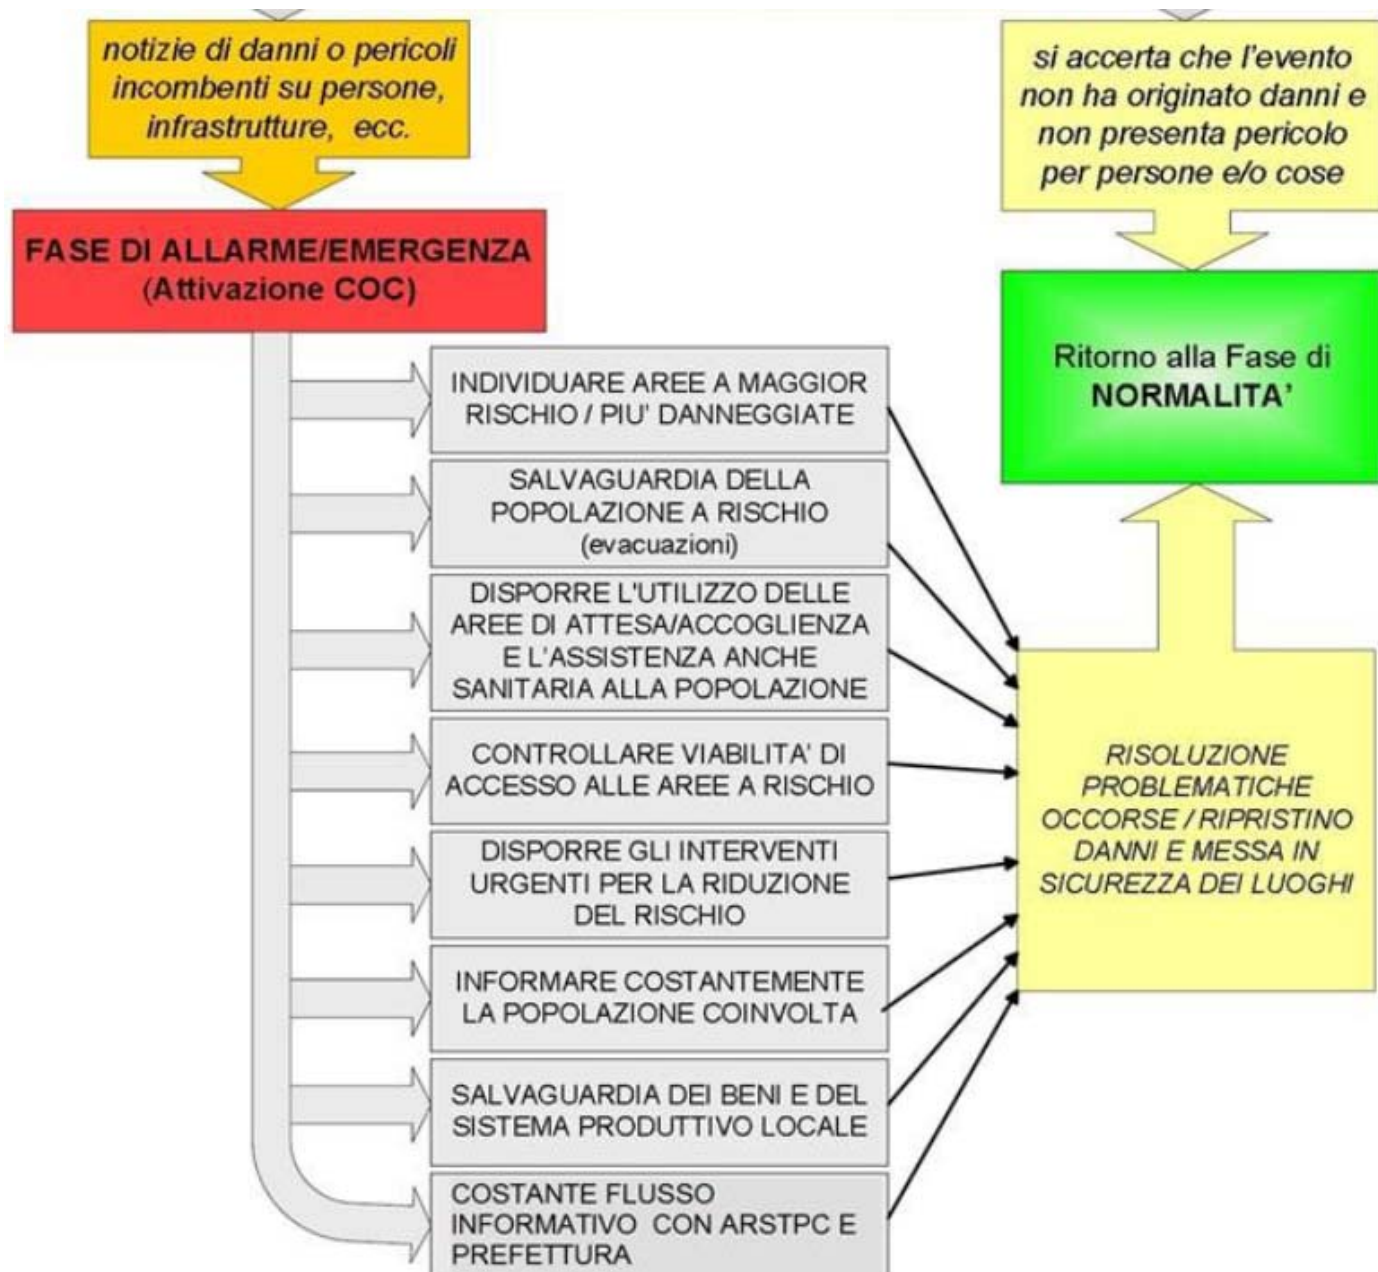 notizie di danni o pericoli
incombenti su persone,
infrastrutture, ecc.
FASE DI ALLARME/EMERGENZA
(Attivazione COC)
INDIVIDUARE AREE A MAGGIOR
RISCHIO / PIU' DANNEGGIATE
SALVAGUARDIA DELLA
POPOLAZIONE A RISCHIO
(evacuazioni)
DISPORRE L'UTILIZZO DELLE
AREE DI ATTESA/ACCOGLIENZA
E L'ASSISTENZA ANCHE
SANITARIA ALLA POPOLAZIONE
CONTROLLARE VIABILITA' DI
ACCESSO ALLE AREE A RISCHIO
DISPORRE GLI INTERVENTI
URGENTI PER LA RIDUZIONE
DEL RISCHIO
INFORMARE COSTANTEMENTE
LA POPOLAZIONE COINVOLTA
SALVAGUARDIA DEI BENI E DEL
SISTEMA PRODUTTIVO LOCALE
COSTANTE FLUSSO
INFORMATIVO CON ARSTPC E
PREFETTURA
si accerta che l'evento
non ha originato danni e
non presenta pericolo
per persone e/o cose
Ritorno alla Fase di
NORMALITA'
RISOLUZIONE
PROBLEMATICHE
OCCORSE / RIPRISTINO
DANNI E MESSA IN
SICUREZZA DEI LUOGHI